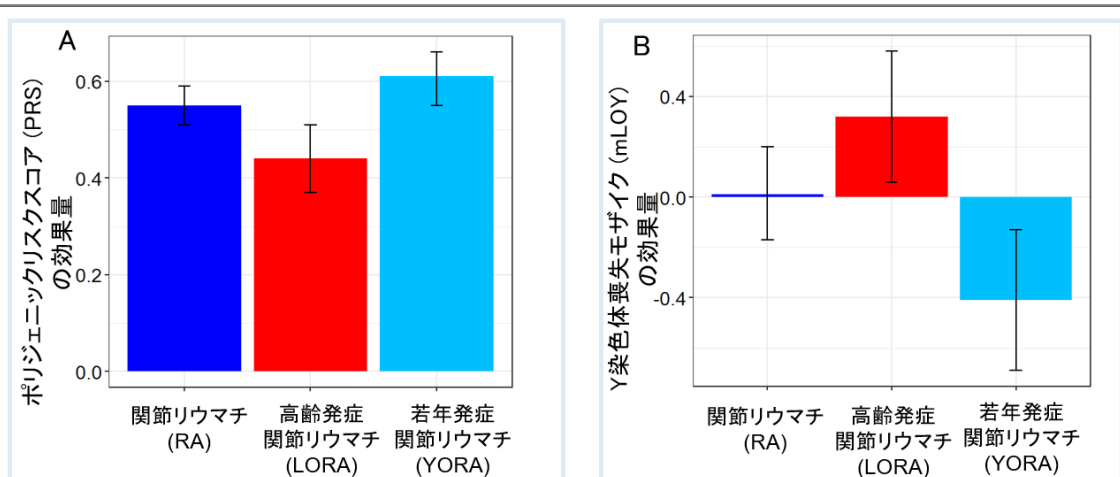 A
ポリジェニックリスクスコア（PRS）
の効果量
0.6
0.4
0.2
0.0
関節リウマチ
(RA)
高齢発症
関節リウマチ
(LORA)
若年発症
関節リウマチ
(YORA)
B
Y染色体喪失モザイク（mLOY）
の効果量
0.4
0.0
-0.4
関節リウマチ
(RA)
高齢発症
関節リウマチ
(LORA)
若年発症
関節リウマチ
(YORA)